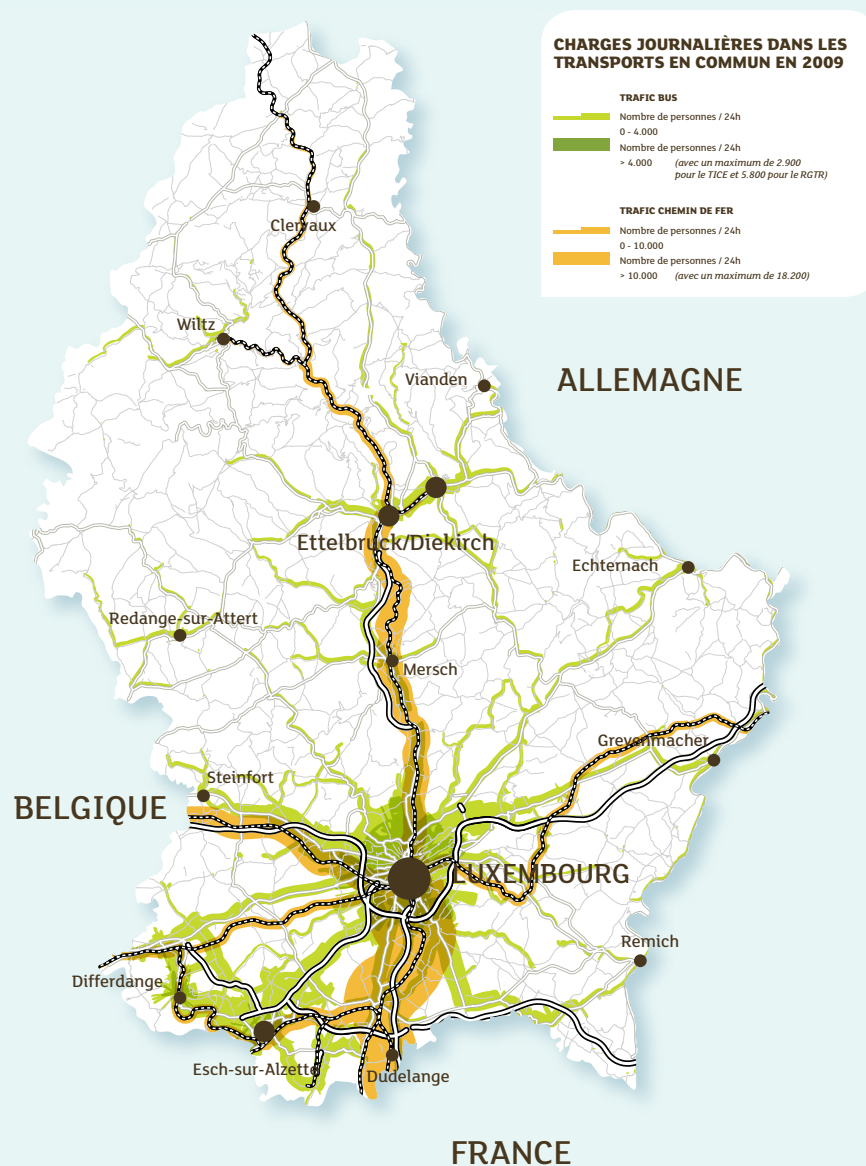 CHARGES JOURNALIÈRES DANS LES
TRANSPORTS EN COMMUN EN 2009
TRAFIC BUS
Nombre de personnes / 24h
0 - 4.000
Nombre de personnes / 24h
> 4.000 (avec un maximum de 2.900
pour le TICE et 5.800 pour le RGTR)
TRAFIC CHEMIN DE FER
Nombre de personnes / 24h
0 - 10.000
Nombre de personnes / 24h
> 10.000 (avec un maximum de 18.200)
Clervaux
Wiltz
Vianden
ALLEMAGNE
Ettelbruck/Diekirch
Echternach
Redange-sur-Attert
Mersch
Grevenmacher
Steinfort
BELGIQUE
LUXEMBOURG
Remich
Differdange
Esch-sur-Alzette
Dudelange
FRANCE